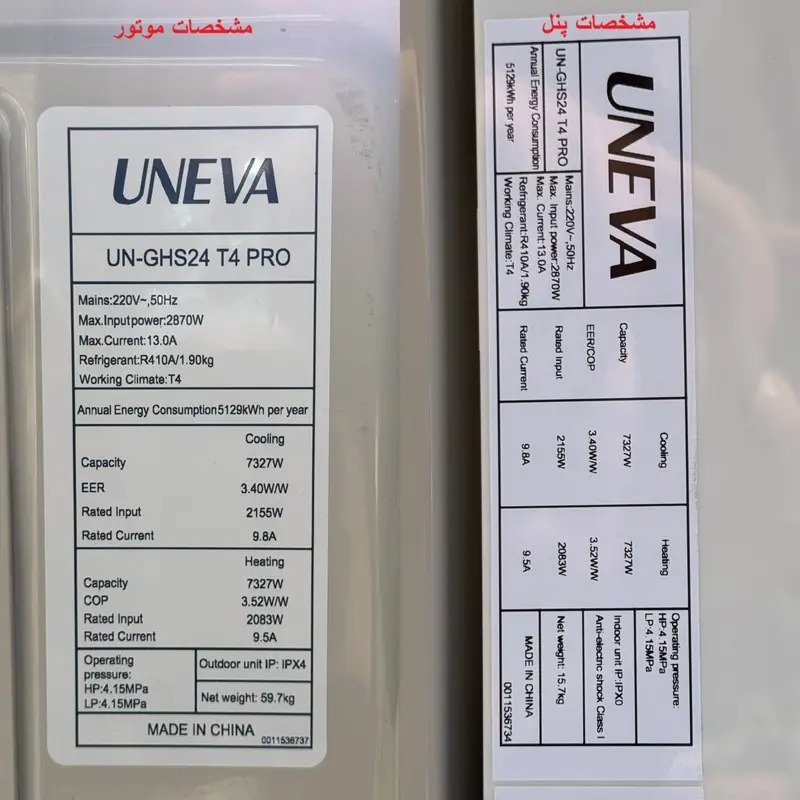 مشخصات موتور
UNEVA
UN-GHS24 T4 PRO
Mains:220V~,50Hz
Max.Inputpower:2870W
Max.Current:13.0A
Refrigerant:R410A/1.90kg
Working Climate:T4
Annual Energy Consumption5129kWh per year
Cooling
Capacity 7327W
EER 3.40W/W
Rated Input 2155W
Rated Current 9.8A
Heating
Capacity 7327W
COP 3.52W/W
Rated Input 2083W
Rated Current 9.5A
Operating
pressure:
HP:4.15MPa
LP:4.15MPa
Outdoor unit IP: IPX4
Net weight: 59.7kg
MADE IN CHINA
0011536737
مشخصات پنل
UNEVA
UN-GHS24 T4 PRO
Annual Energy Consumption
5129kWh per year
Mains:220V~,50Hz
Max. Input power:2870W
Max. Current:13.0A
Refrigerant:R410A/1.90kg
Working Climate:T4
Cooling Heating
Capacity 7327W 7327W
EER/COP 3.40W/W 3.52W/W
Rated Input 2155W 2083W
Rated Current 9.8A 9.5A
Operating pressure:
HP:4.15MPa
LP:4.15MPa
Indoor unit IP:IPX0
Anti-electric shock Class I
Net weight: 15.7kg
MADE IN CHINA
0011536734